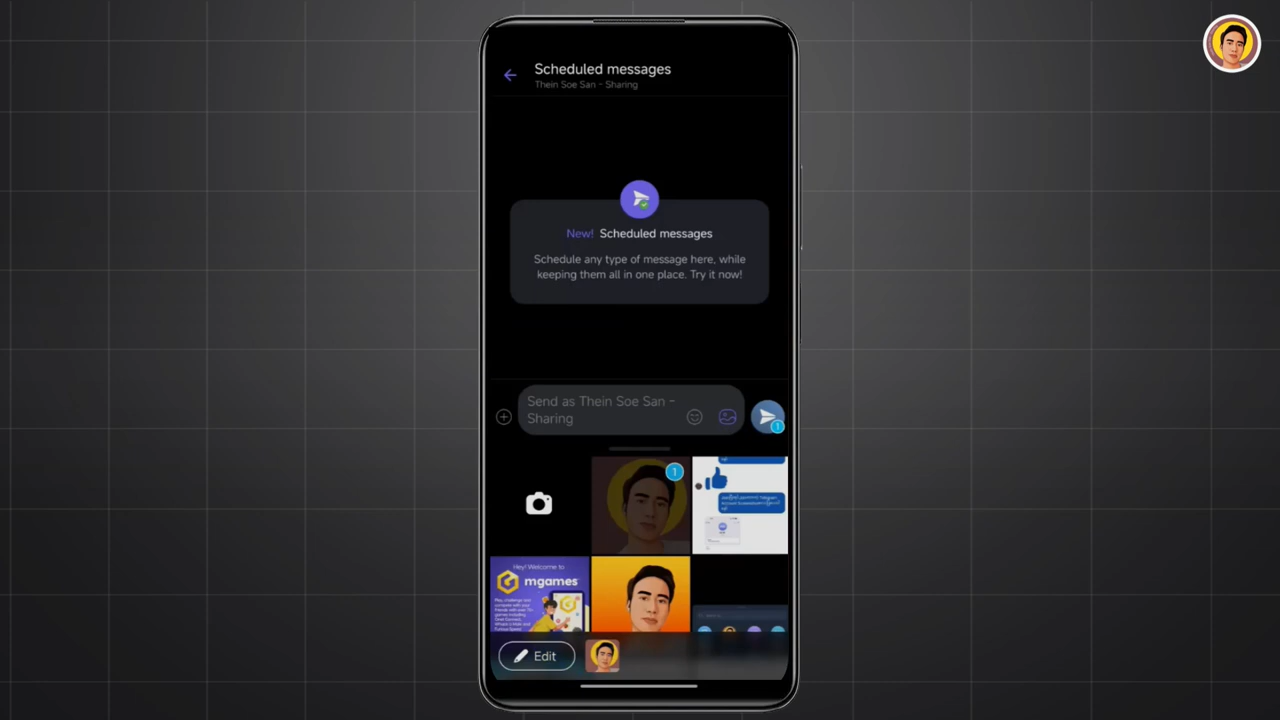 Scheduled messages
Thein Soe San - Sharing
New! Scheduled messages
Schedule any type of message here, while
keeping them all in one place. Try it now!
Send as Thein Soe San -
Sharing
1
1
Hey! Welcome to
mgames
Edit